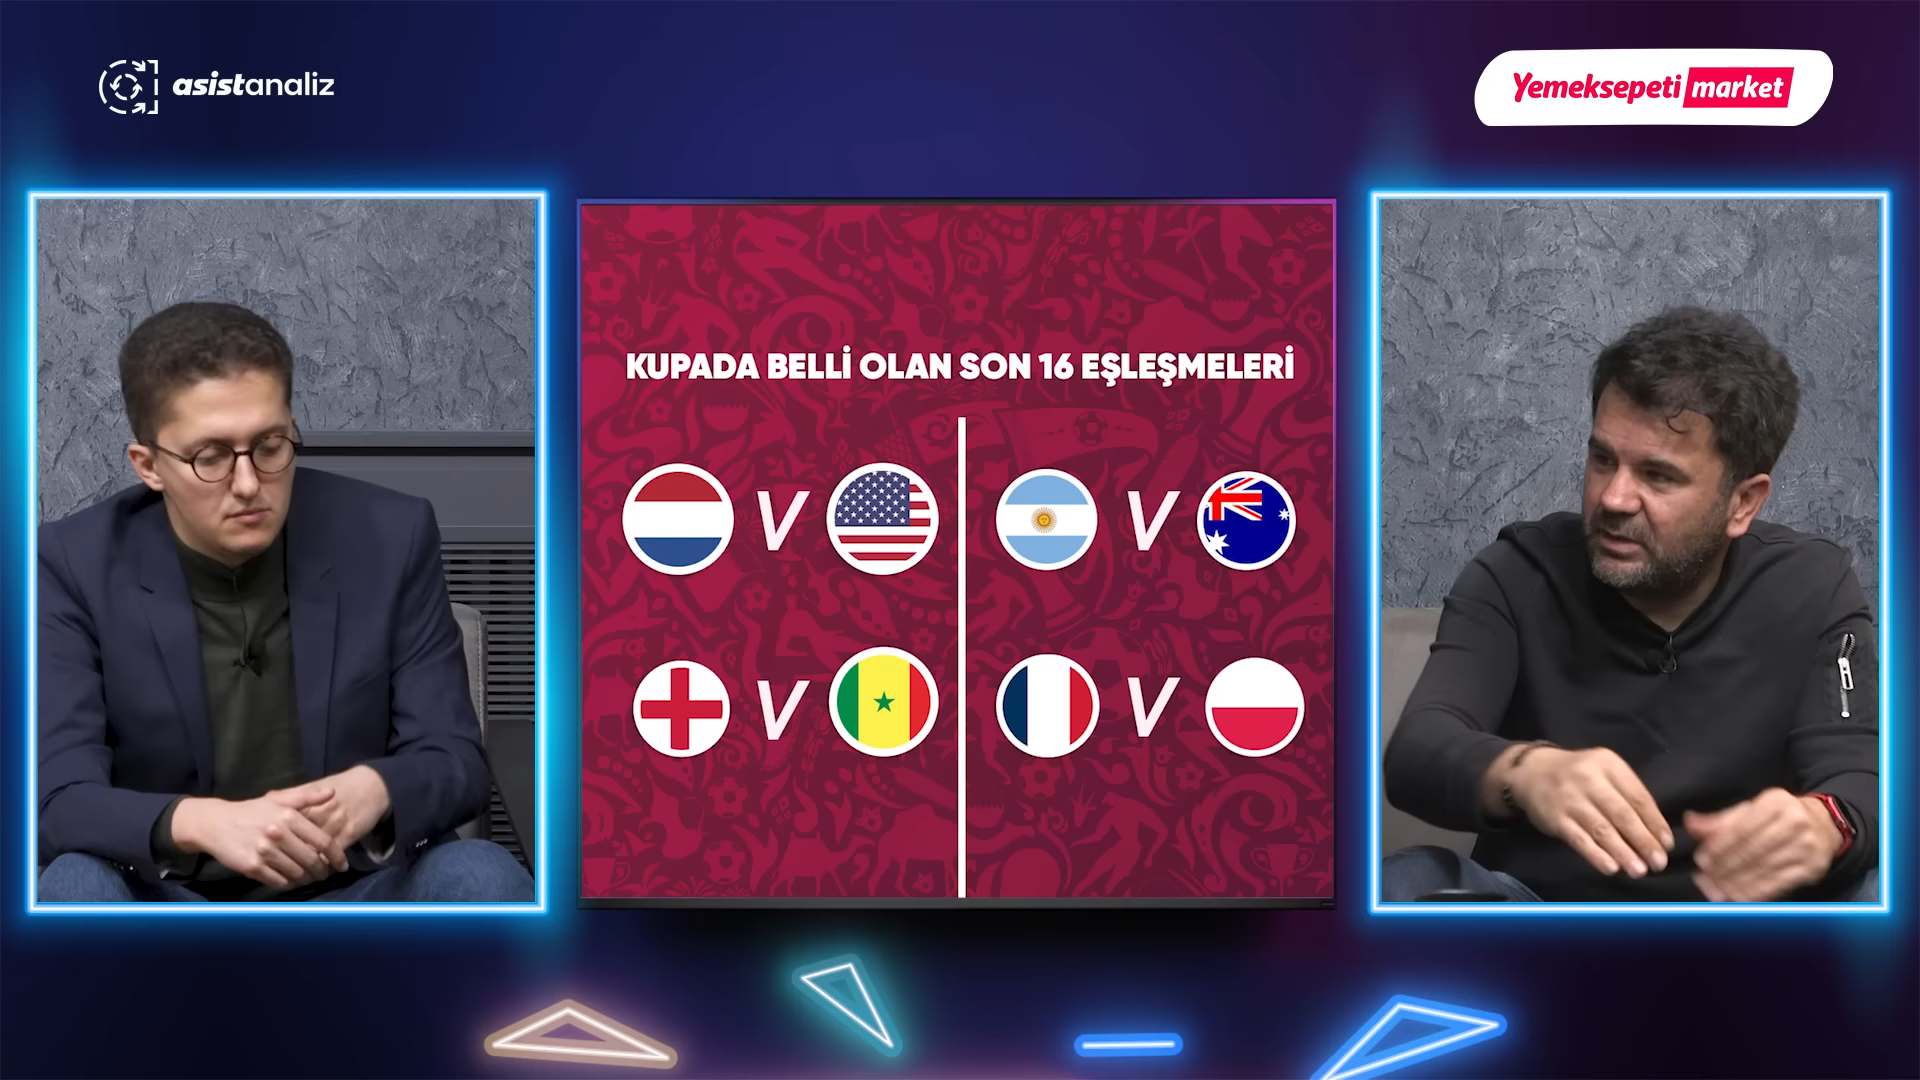 asistanaliz
Yemeksepeti market
KUPADA BELLİ OLAN SON 16 EŞLEŞMELERİ
V V
V V